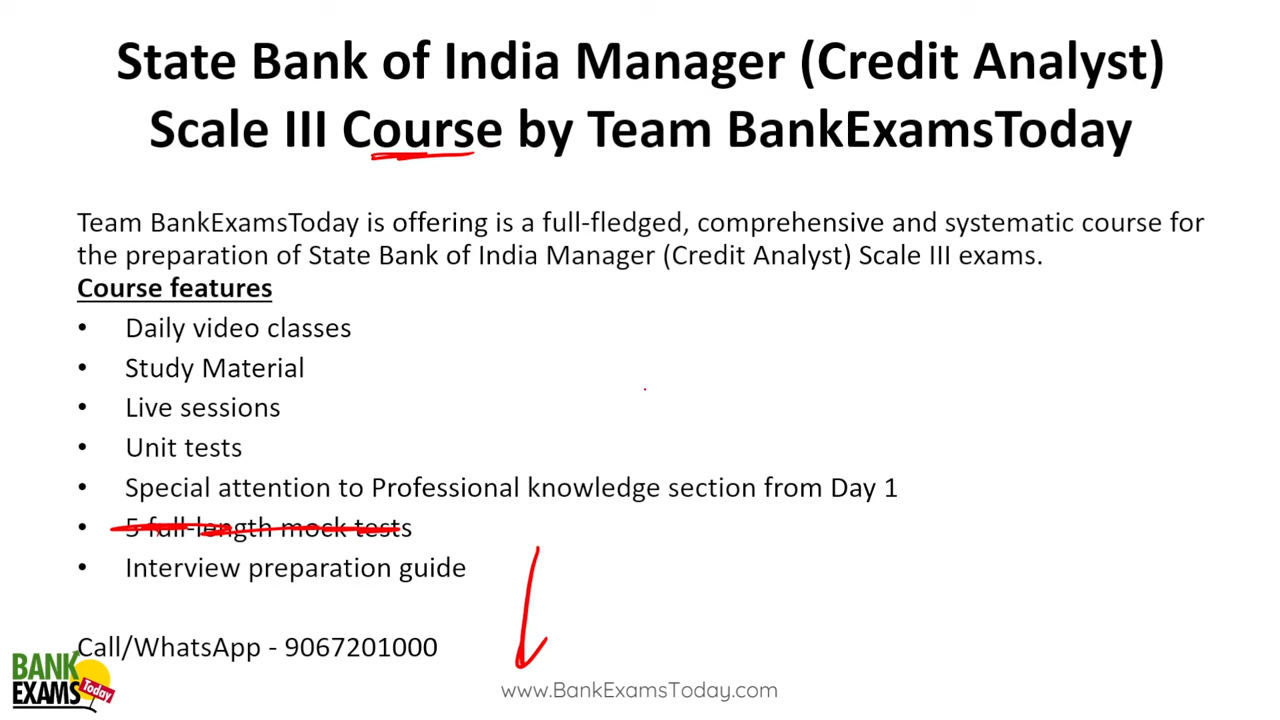 State Bank of India Manager (Credit Analyst)
Scale III Course by Team BankExamsToday
Team BankExamsToday is offering is a full-fledged, comprehensive and systematic course for
the preparation of State Bank of India Manager (Credit Analyst) Scale III exams.
Course features
• Daily video classes
• Study Material
• Live sessions
• Unit tests
• Special attention to Professional knowledge section from Day 1
• 5 full-length mock tests
• Interview preparation guide
Call/WhatsApp - 9067201000
BANK
EXAMS Today
www.BankExamsToday.com